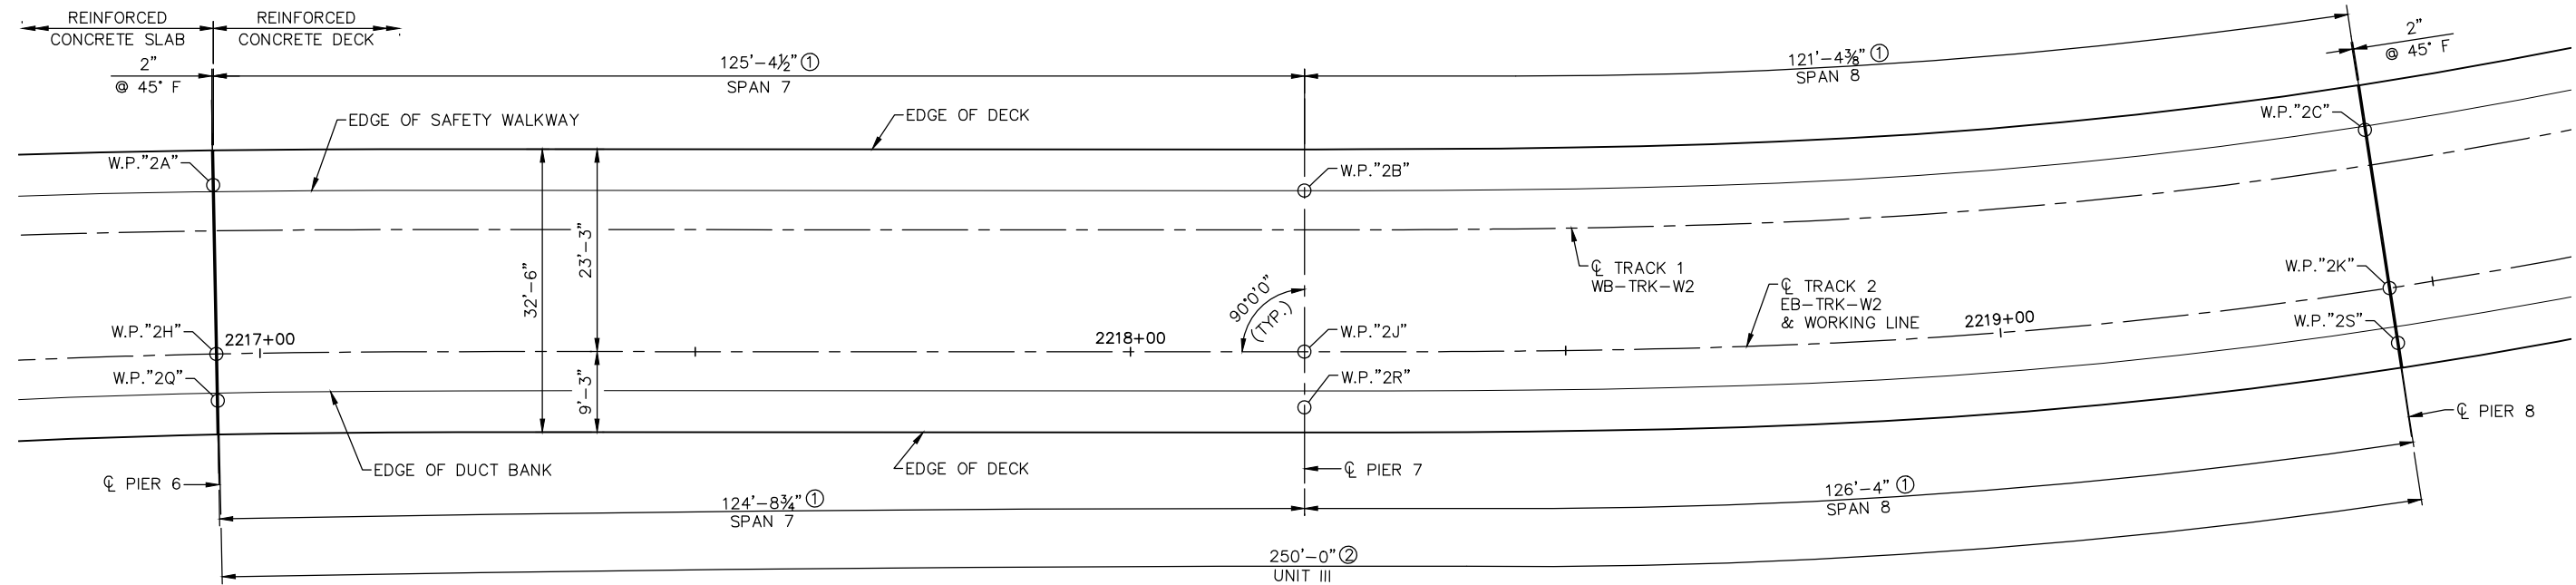 REINFORCED
CONCRETE SLAB
REINFORCED
CONCRETE DECK
2"
@ 45° F
125'-4½" ①
SPAN 7
121'-4⅜" ①
SPAN 8
2"
@ 45° F
EDGE OF SAFETY WALKWAY
EDGE OF DECK
W.P."2A"
W.P."2B"
W.P."2C"
32'-6"
23'-3"
9'-3"
90°0'0"
(TYP.)
℄ TRACK 1
WB-TRK-W2
℄ TRACK 2
EB-TRK-W2
& WORKING LINE
W.P."2H"
2217+00
2218+00
W.P."2J"
2219+00
W.P."2K"
W.P."2S"
W.P."2Q"
W.P."2R"
EDGE OF DUCT BANK
EDGE OF DECK
℄ PIER 6
℄ PIER 7
℄ PIER 8
124'-8¾" ①
SPAN 7
126'-4" ①
SPAN 8
250'-0" ②
UNIT III